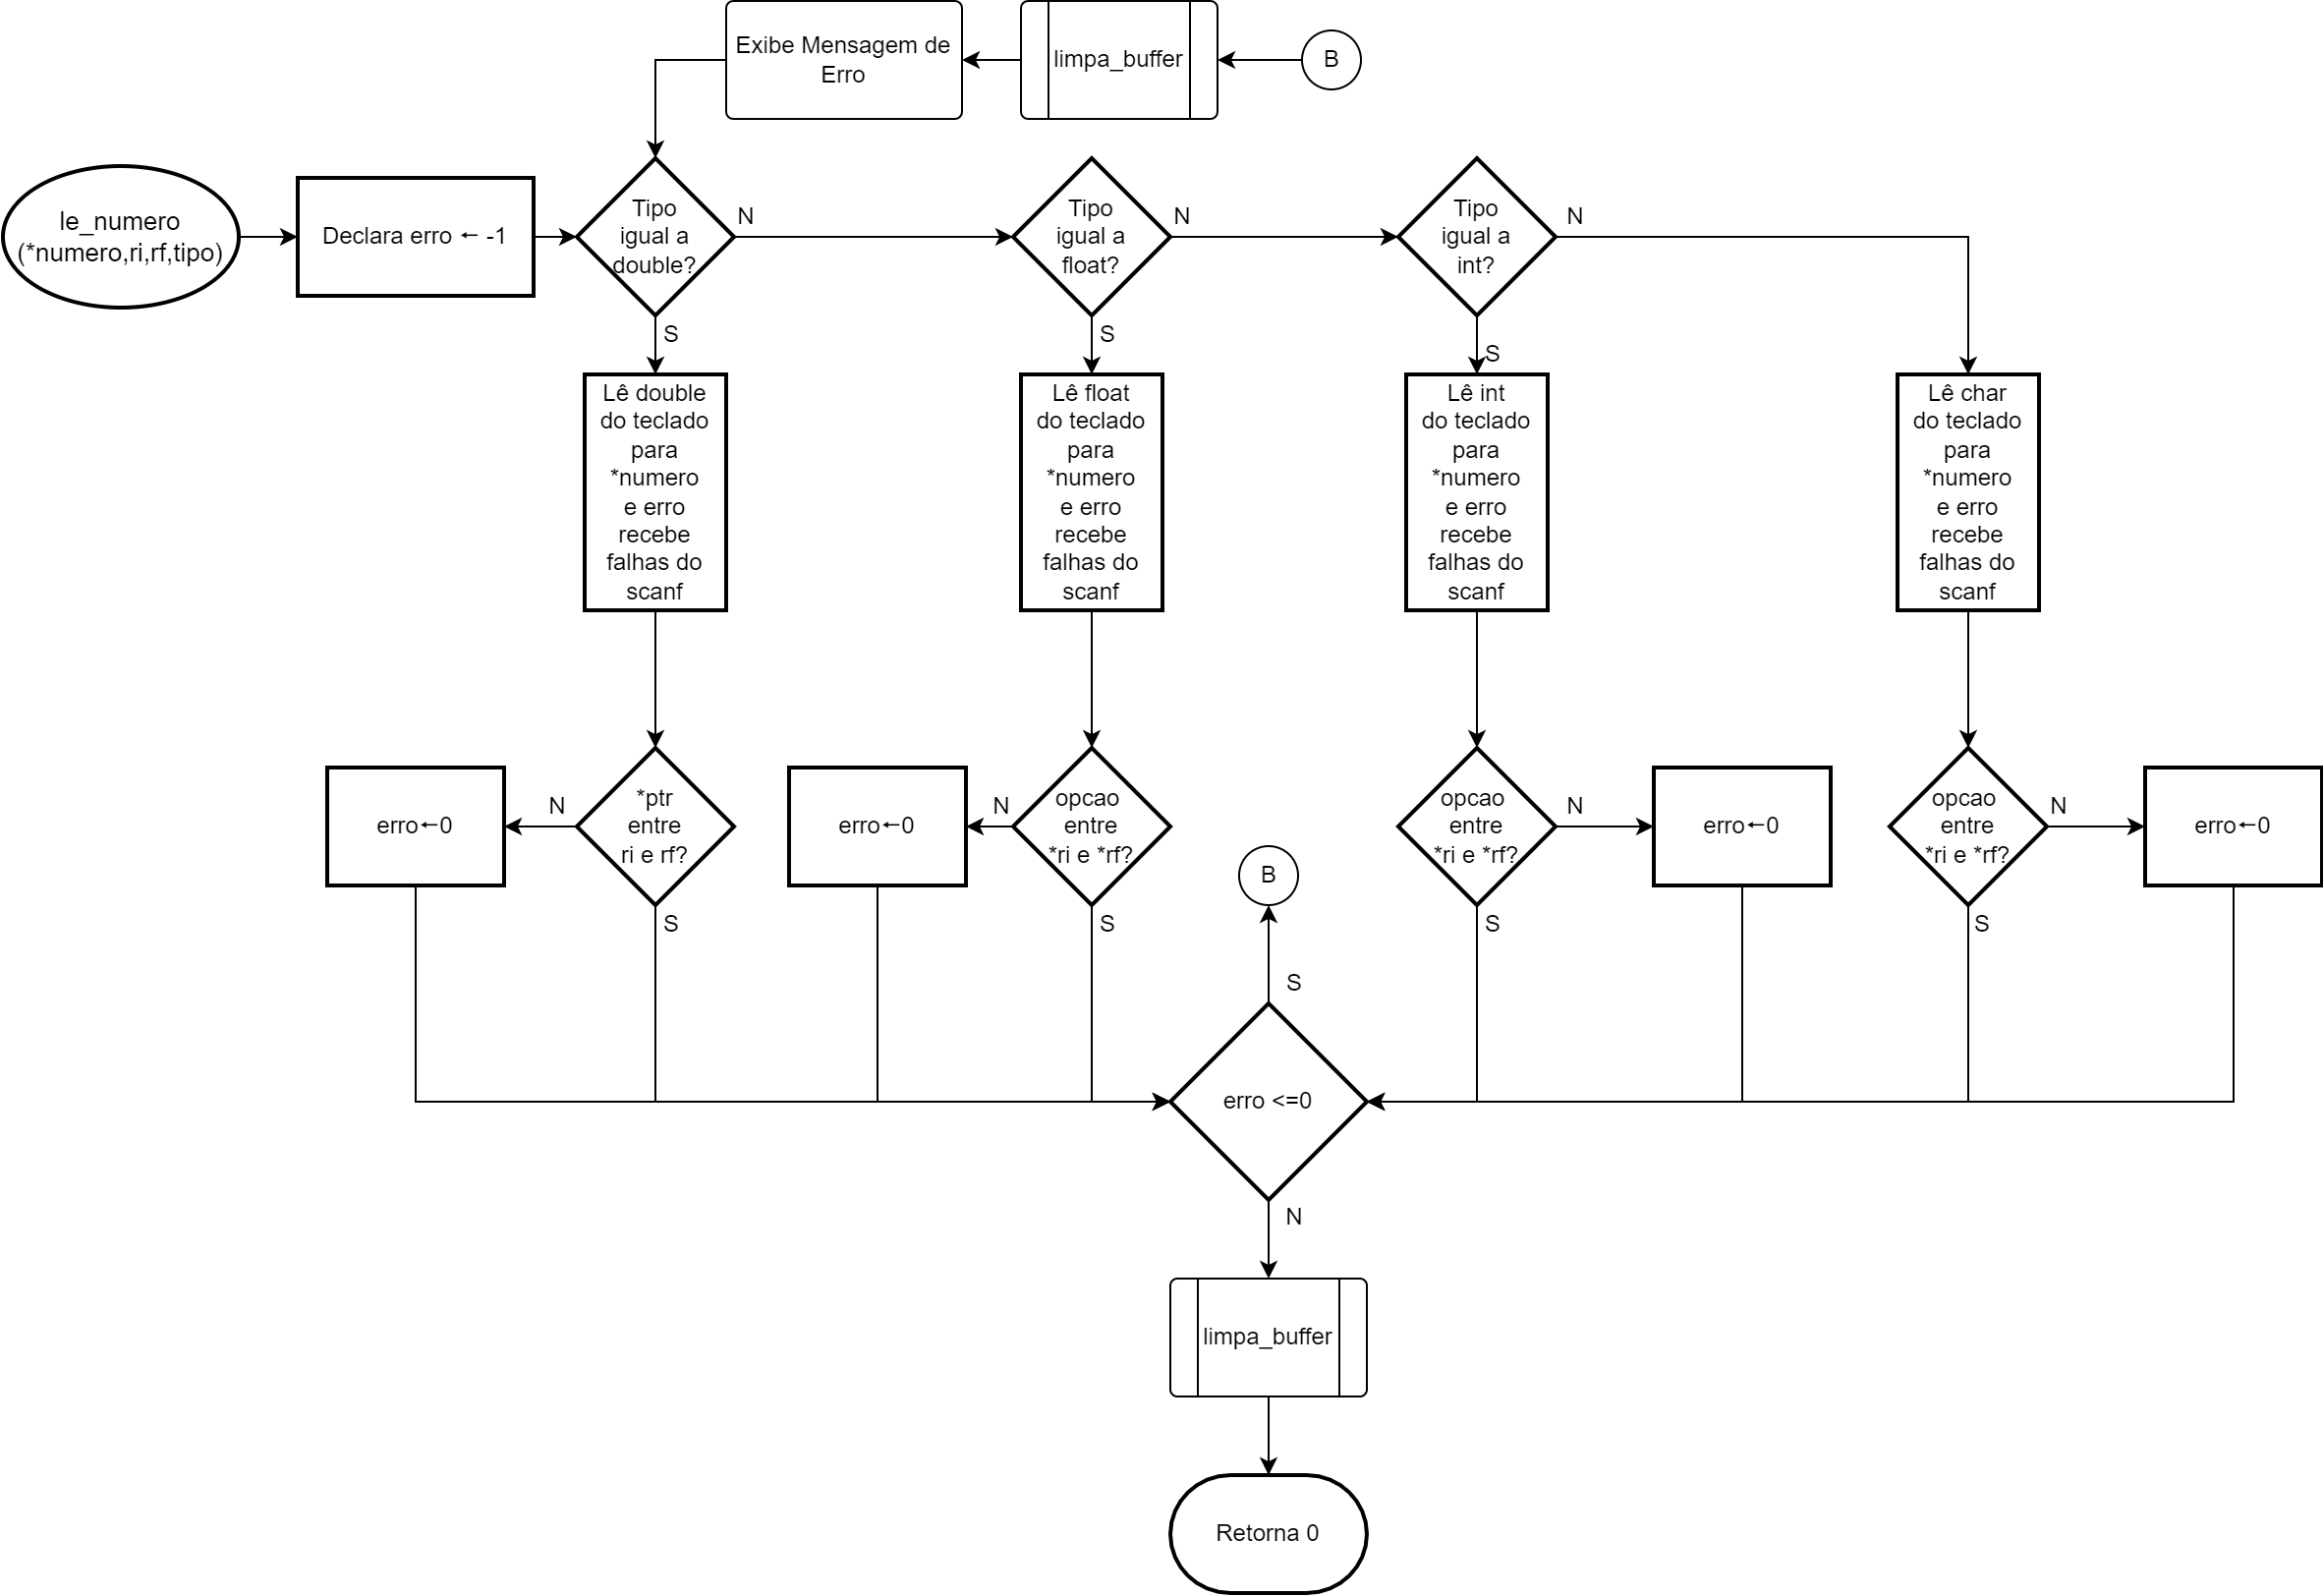 Exibe Mensagem de
Erro
limpa_buffer
B
le_numero
(*numero,ri,rf,tipo)
Declara erro ← -1
Tipo
igual a
double?
N
Tipo
igual a
float?
N
Tipo
igual a
int?
N
S
S
S
Lê double
do teclado
para
*numero
e erro
recebe
falhas do
scanf
Lê float
do teclado
para
*numero
e erro
recebe
falhas do
scanf
Lê int
do teclado
para
*numero
e erro
recebe
falhas do
scanf
Lê char
do teclado
para
*numero
e erro
recebe
falhas do
scanf
erro←0
N
*ptr
entre
ri e rf?
S
erro←0
N
opcao
entre
*ri e *rf?
S
B
opcao
entre
*ri e *rf?
N
S
erro←0
opcao
entre
*ri e *rf?
N
S
erro←0
S
erro <=0
N
limpa_buffer
Retorna 0